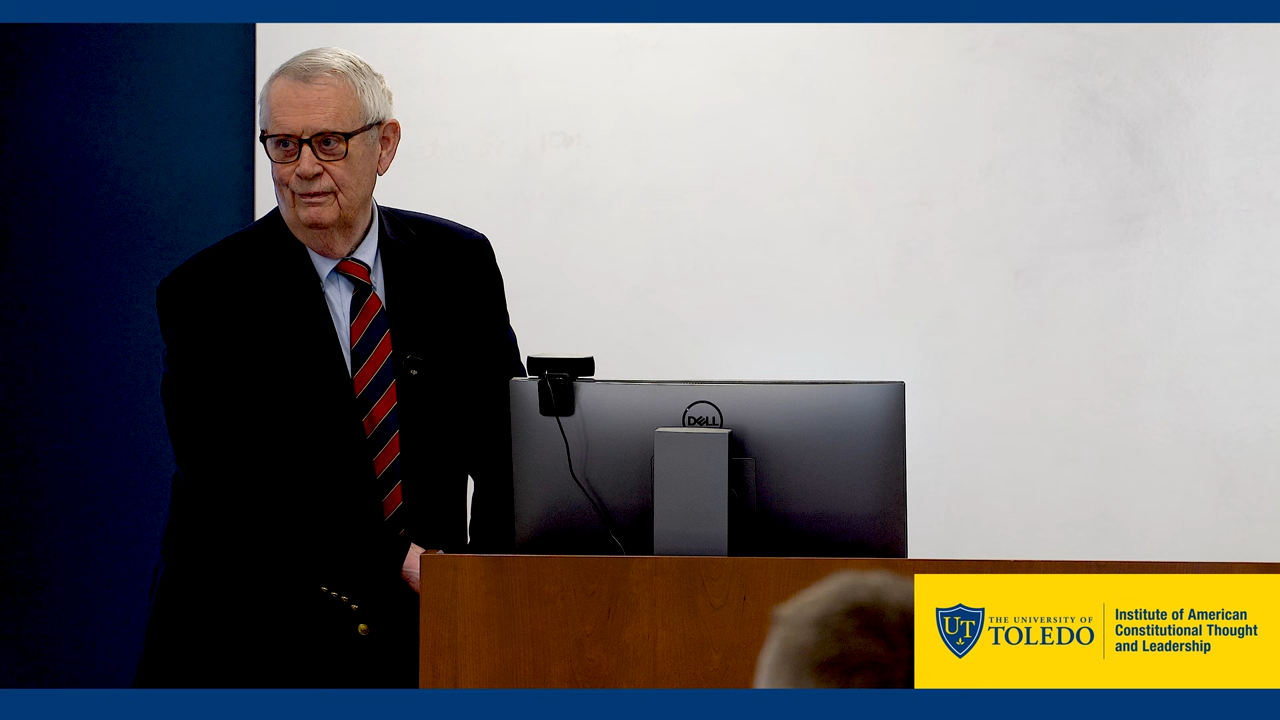 DELL
UT
THE UNIVERSITY OF
TOLEDO
Institute of American
Constitutional Thought
and Leadership